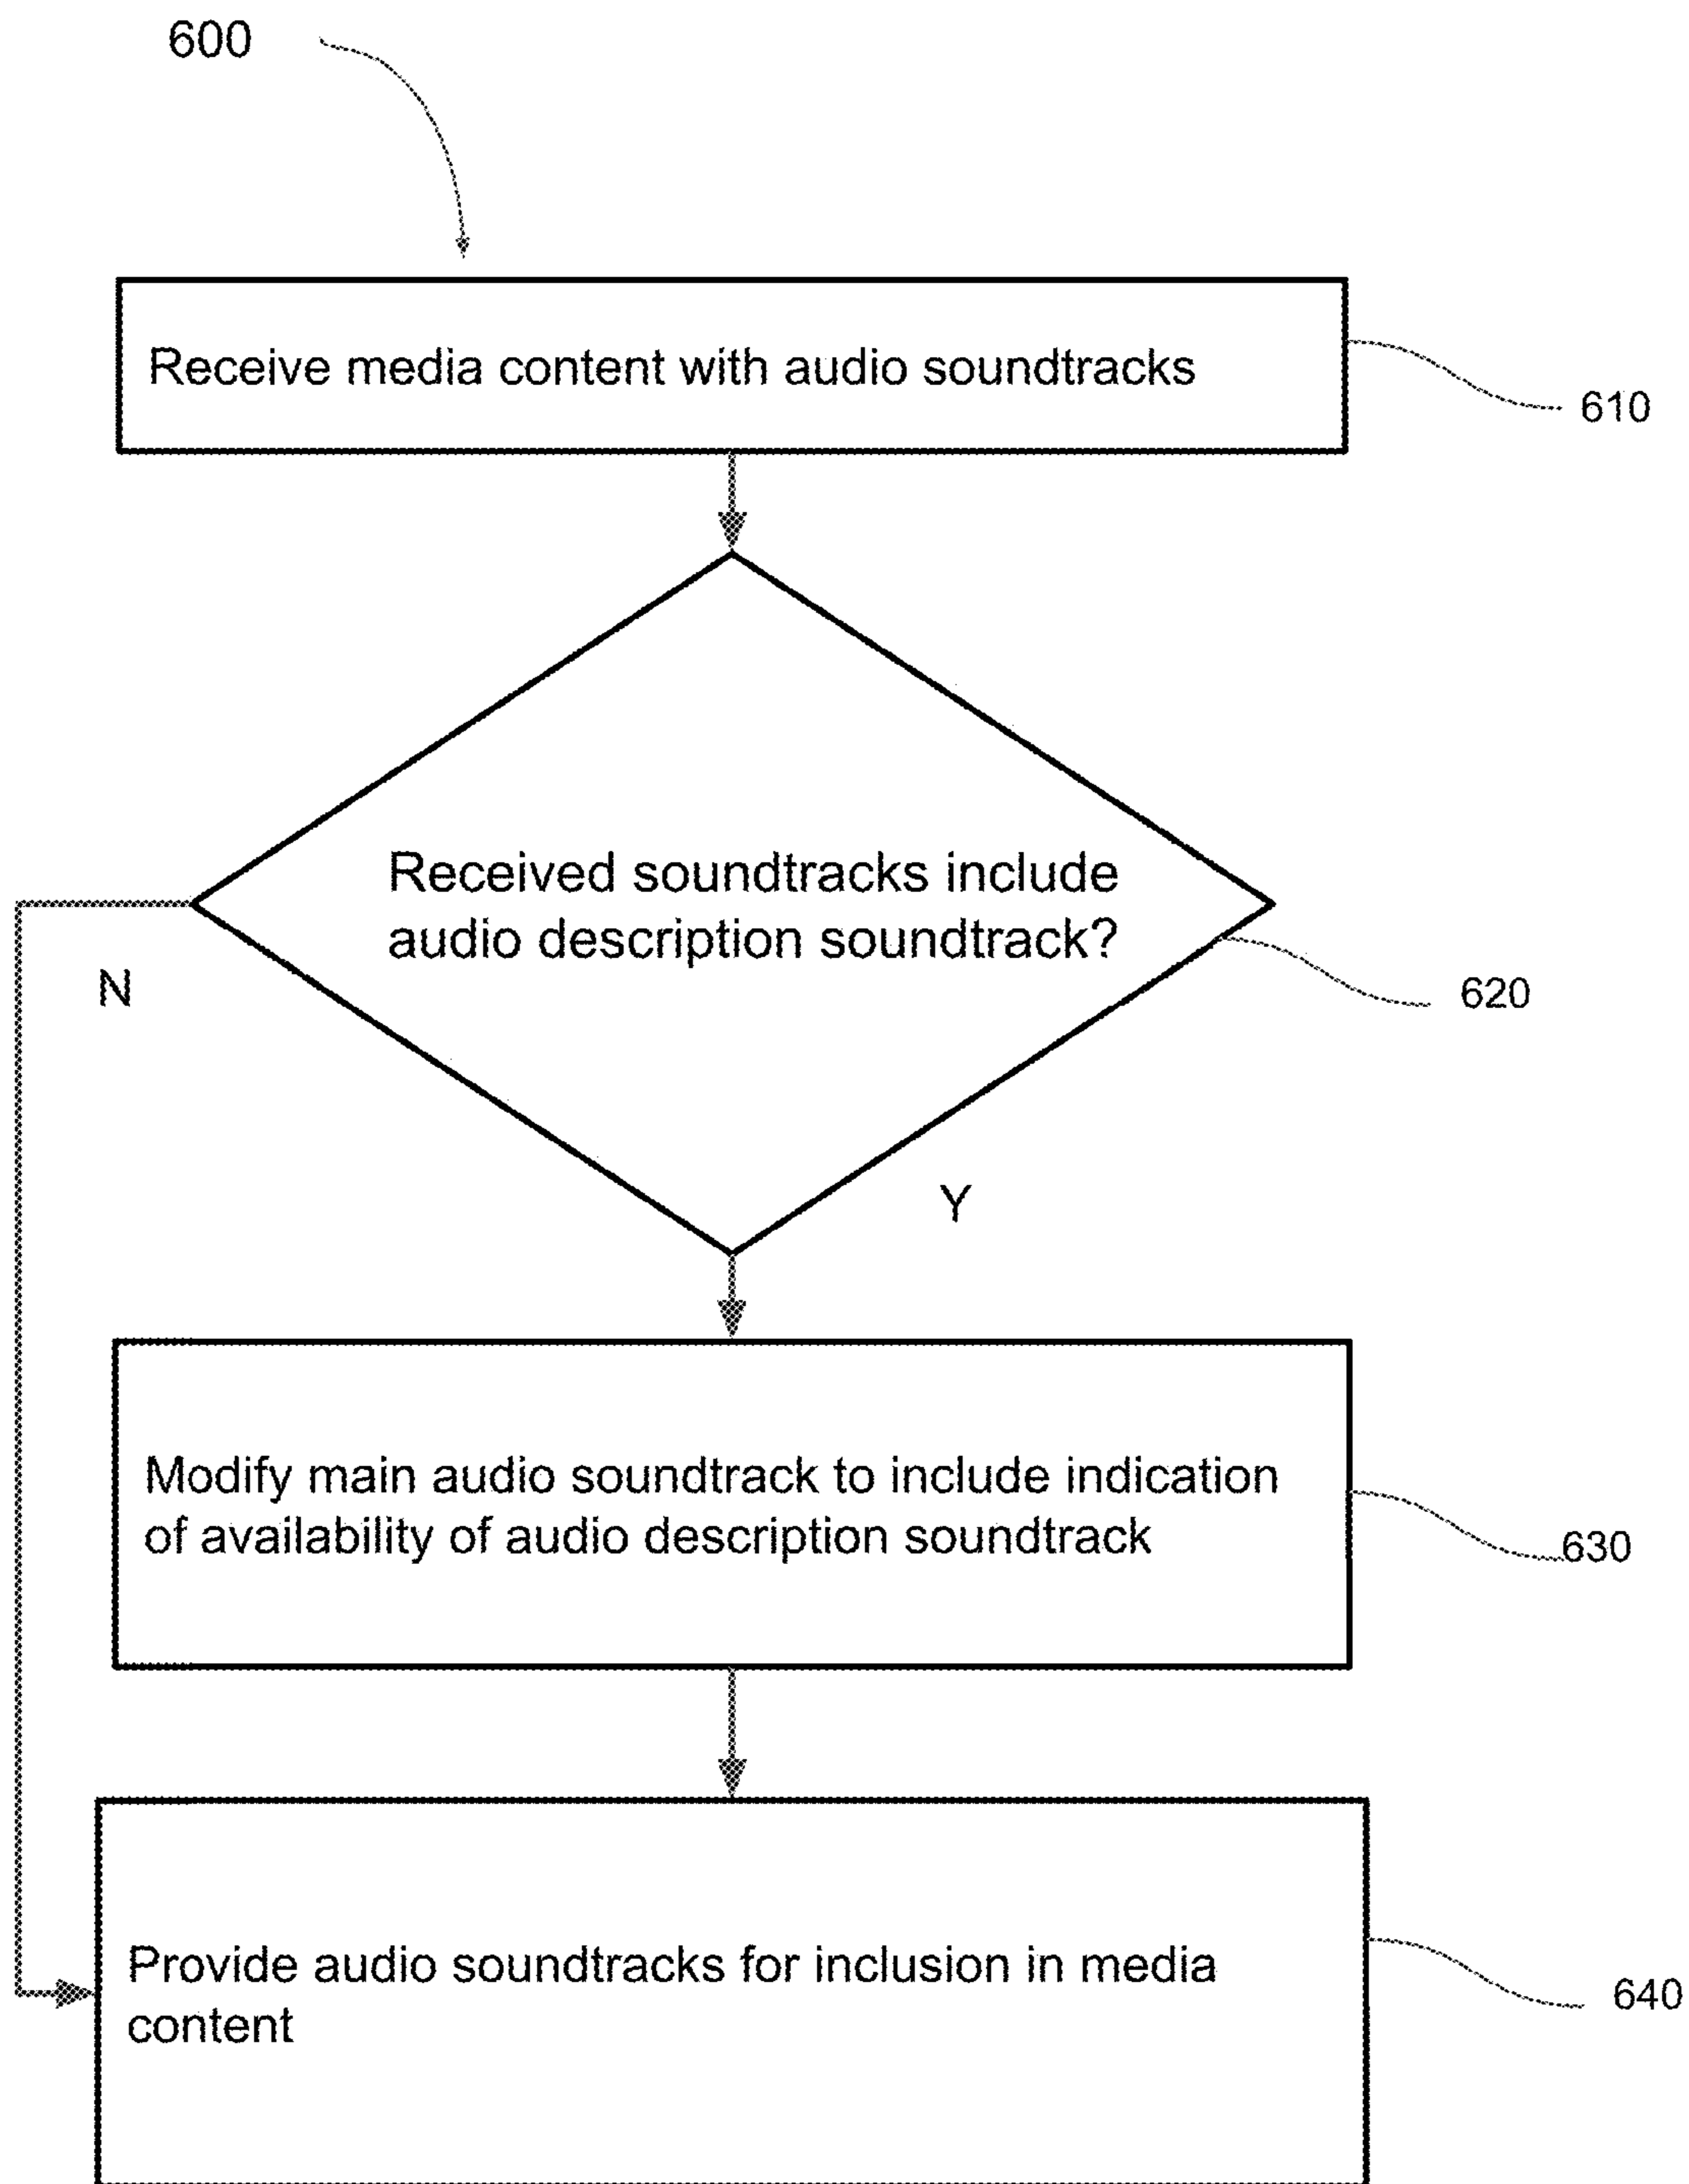 600
Receive media content with audio soundtracks
610
Received soundtracks include
audio description soundtrack?
N
620
Y
Modify main audio soundtrack to include indication
of availability of audio description soundtrack
630
Provide audio soundtracks for inclusion in media
content
640